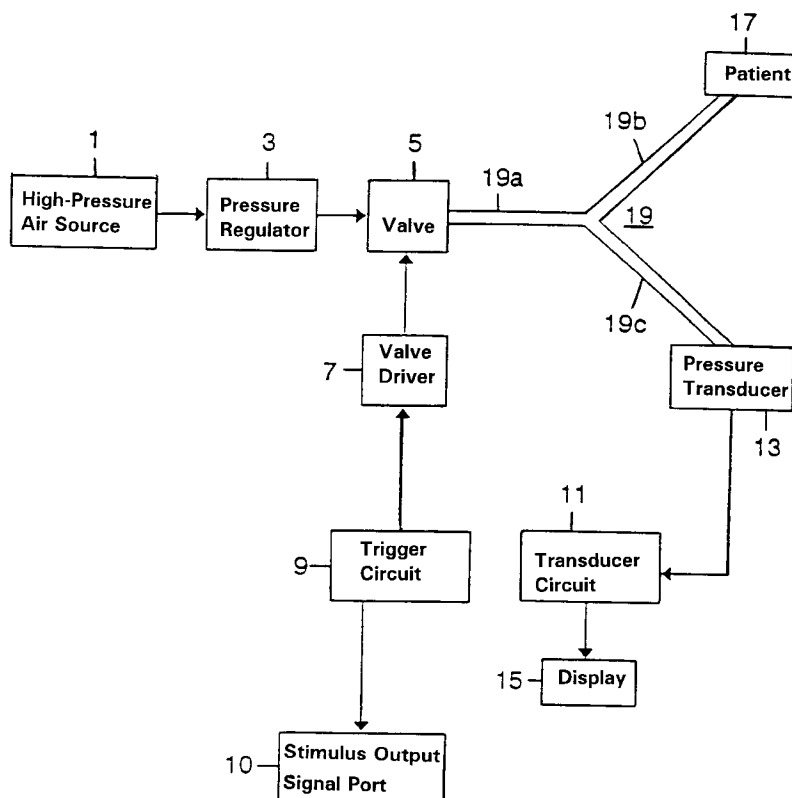 17
Patient
1
3
5
19b
19a
High-Pressure
Air Source
Pressure
Regulator
Valve
19
19c
7
Valve
Driver
Pressure
Transducer
13
11
9
Trigger
Circuit
Transducer
Circuit
15
Display
10
Stimulus Output
Signal Port